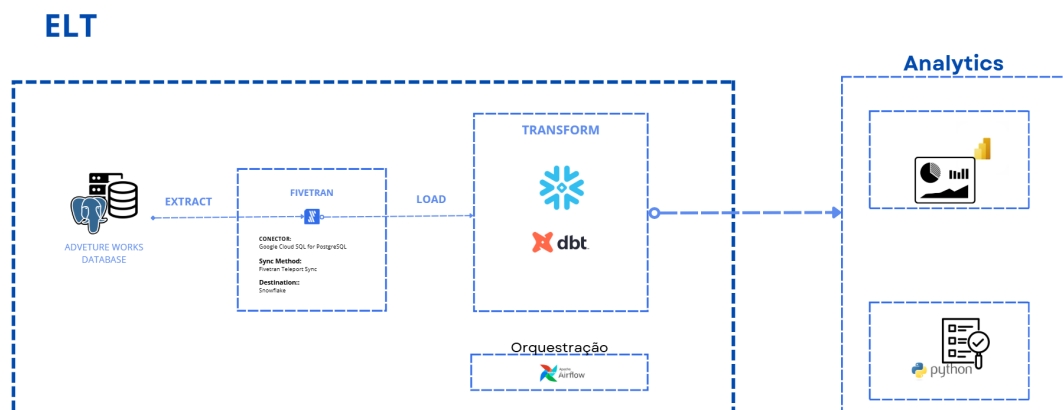 ELT
Analytics
TRANSFORM
FIVETRAN
EXTRACT
LOAD
CONECTOR:
Google Cloud SQL for PostgreSQL
Sync Method:
Fivetran Teleport Sync
Destination::
Snowflake
ADVETURE WORKS
DATABASE
dbt
Orquestração
Apache
Airflow
python